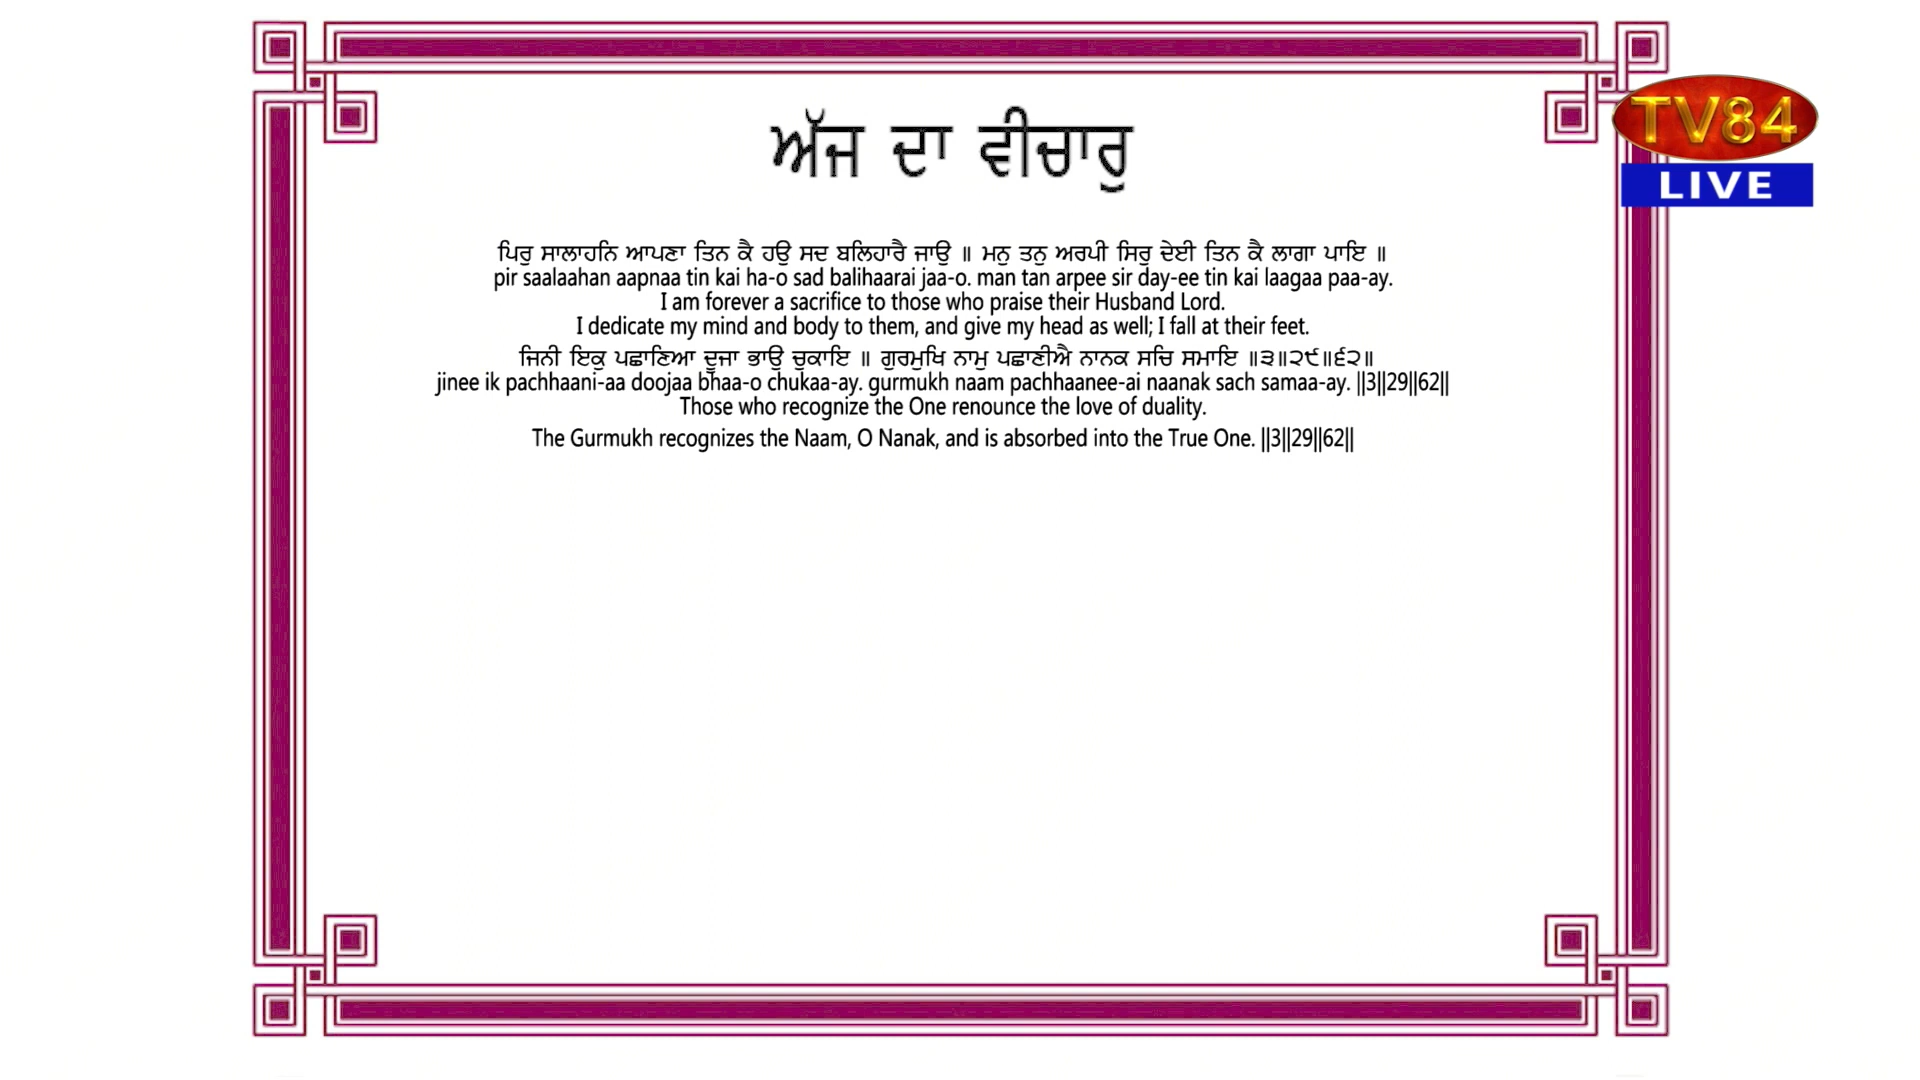 ਅੱਜ ਦਾ ਵੀਚਾਰੁ
TV84
LIVE
ਪਿਰੁ ਸਾਲਾਹਨਿ ਆਪਣਾ ਤਿਨ ਕੈ ਹਉ ਸਦ ਬਲਿਹਾਰੈ ਜਾਉ ॥ ਮਨੁ ਤਨੁ ਅਰਪੀ ਸਿਰੁ ਦੇਈ ਤਿਨ ਕੈ ਲਾਗਾ ਪਾਇ ॥
pir saalaahan aapnaa tin kai ha-o sad balihaarai jaa-o. man tan arpee sir day-ee tin kai laagaa paa-ay.
I am forever a sacrifice to those who praise their Husband Lord.
I dedicate my mind and body to them, and give my head as well; I fall at their feet.
ਜਿਨੀ ਇਕੁ ਪਛਾਣਿਆ ਦੂਜਾ ਭਾਉ ਚੁਕਾਇ ॥ ਗੁਰਮੁਖਿ ਨਾਮੁ ਪਛਾਣੀਐ ਨਾਨਕ ਸਚਿ ਸਮਾਇ ॥੩॥੨੯॥੬੨॥
jinee ik pachhaani-aa doojaa bhaa-o chukaa-ay. gurmukh naam pachhaanee-ai naanak sach samaa-ay. ||3||29||62||
Those who recognize the One renounce the love of duality.
The Gurmukh recognizes the Naam, O Nanak, and is absorbed into the True One. ||3||29||62||